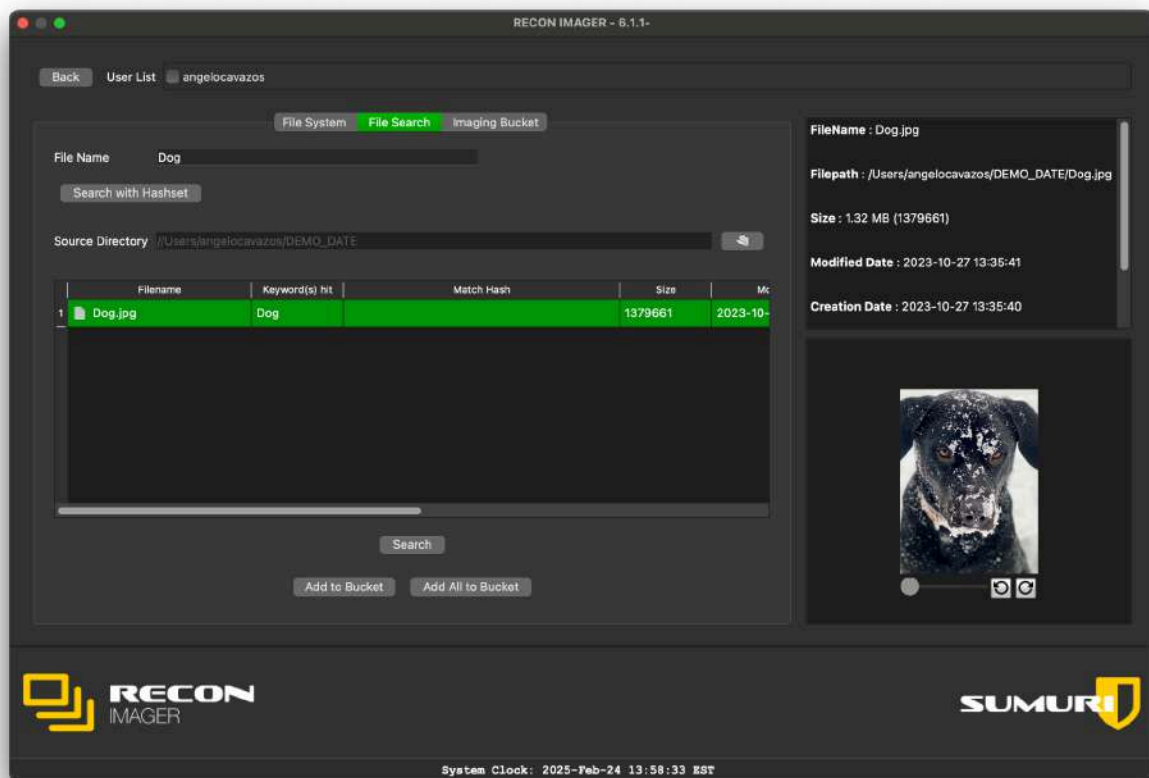 RECON IMAGER - 6.1.1-
Back User List angelocavazos
File System File Search Imaging Bucket
File Name Dog
Search with Hashset
Source Directory //Users/angelocavazos/DEMO_DATE
Filename Keyword(s) hit Match Hash Size Mo
1 Dog.jpg Dog 1379661 2023-10-
Search
Add to Bucket Add All to Bucket
FileName : Dog.jpg
Filepath : /Users/angelocavazos/DEMO_DATE/Dog.jpg
Size : 1.32 MB (1379661)
Modified Date : 2023-10-27 13:35:41
Creation Date : 2023-10-27 13:35:40
RECON
IMAGER
SUMURI
System Clock: 2025-Feb-24 13:58:33 EST